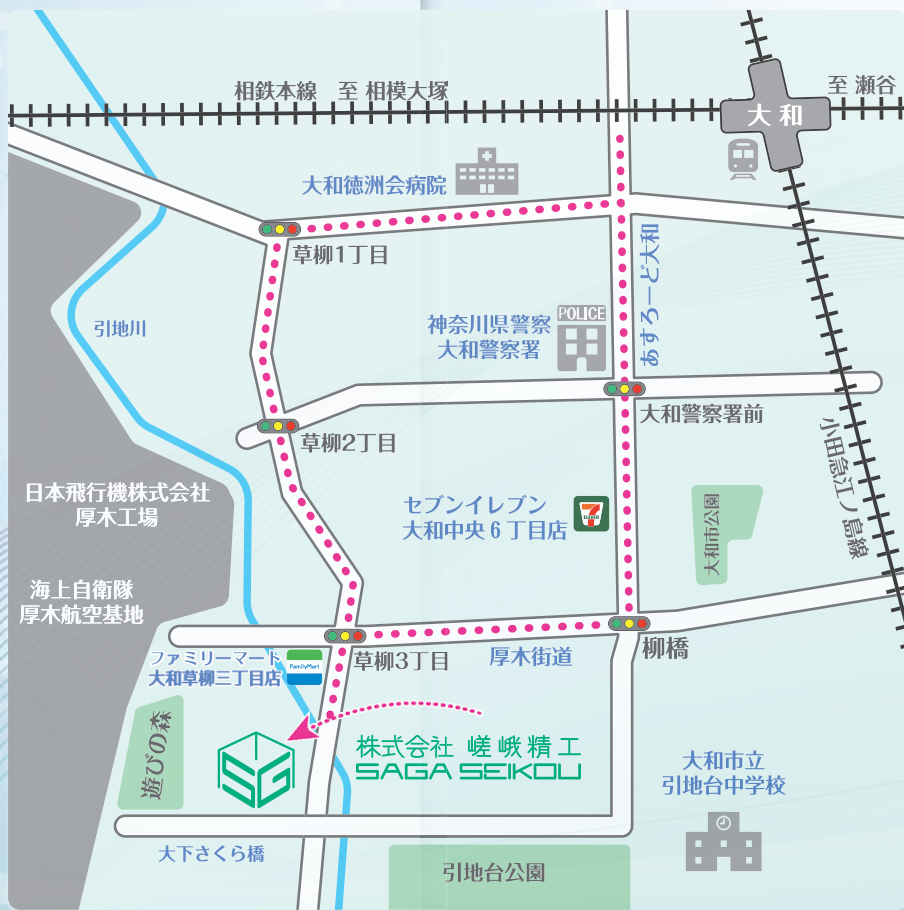 相鉄本線 至 相模大塚
至 瀬谷
大和
大和徳洲会病院
草柳1丁目
あすろーど大和
引地川
神奈川県警察
大和警察署
POLICE
大和警察署前
草柳2丁目
小田急江ノ島線
日本飛行機株式会社
厚木工場
セブンイレブン
大和中央6丁目店
7
ELEVEN
大和市公園
海上自衛隊
厚木航空基地
ファミリーマート
大和草柳三丁目店
FamilyMart
草柳3丁目
厚木街道
柳橋
遊びの森
SG
株式会社 嵯峨精工
SAGA SEIKOU
大和市立
引地台中学校
大下さくら橋
引地台公園